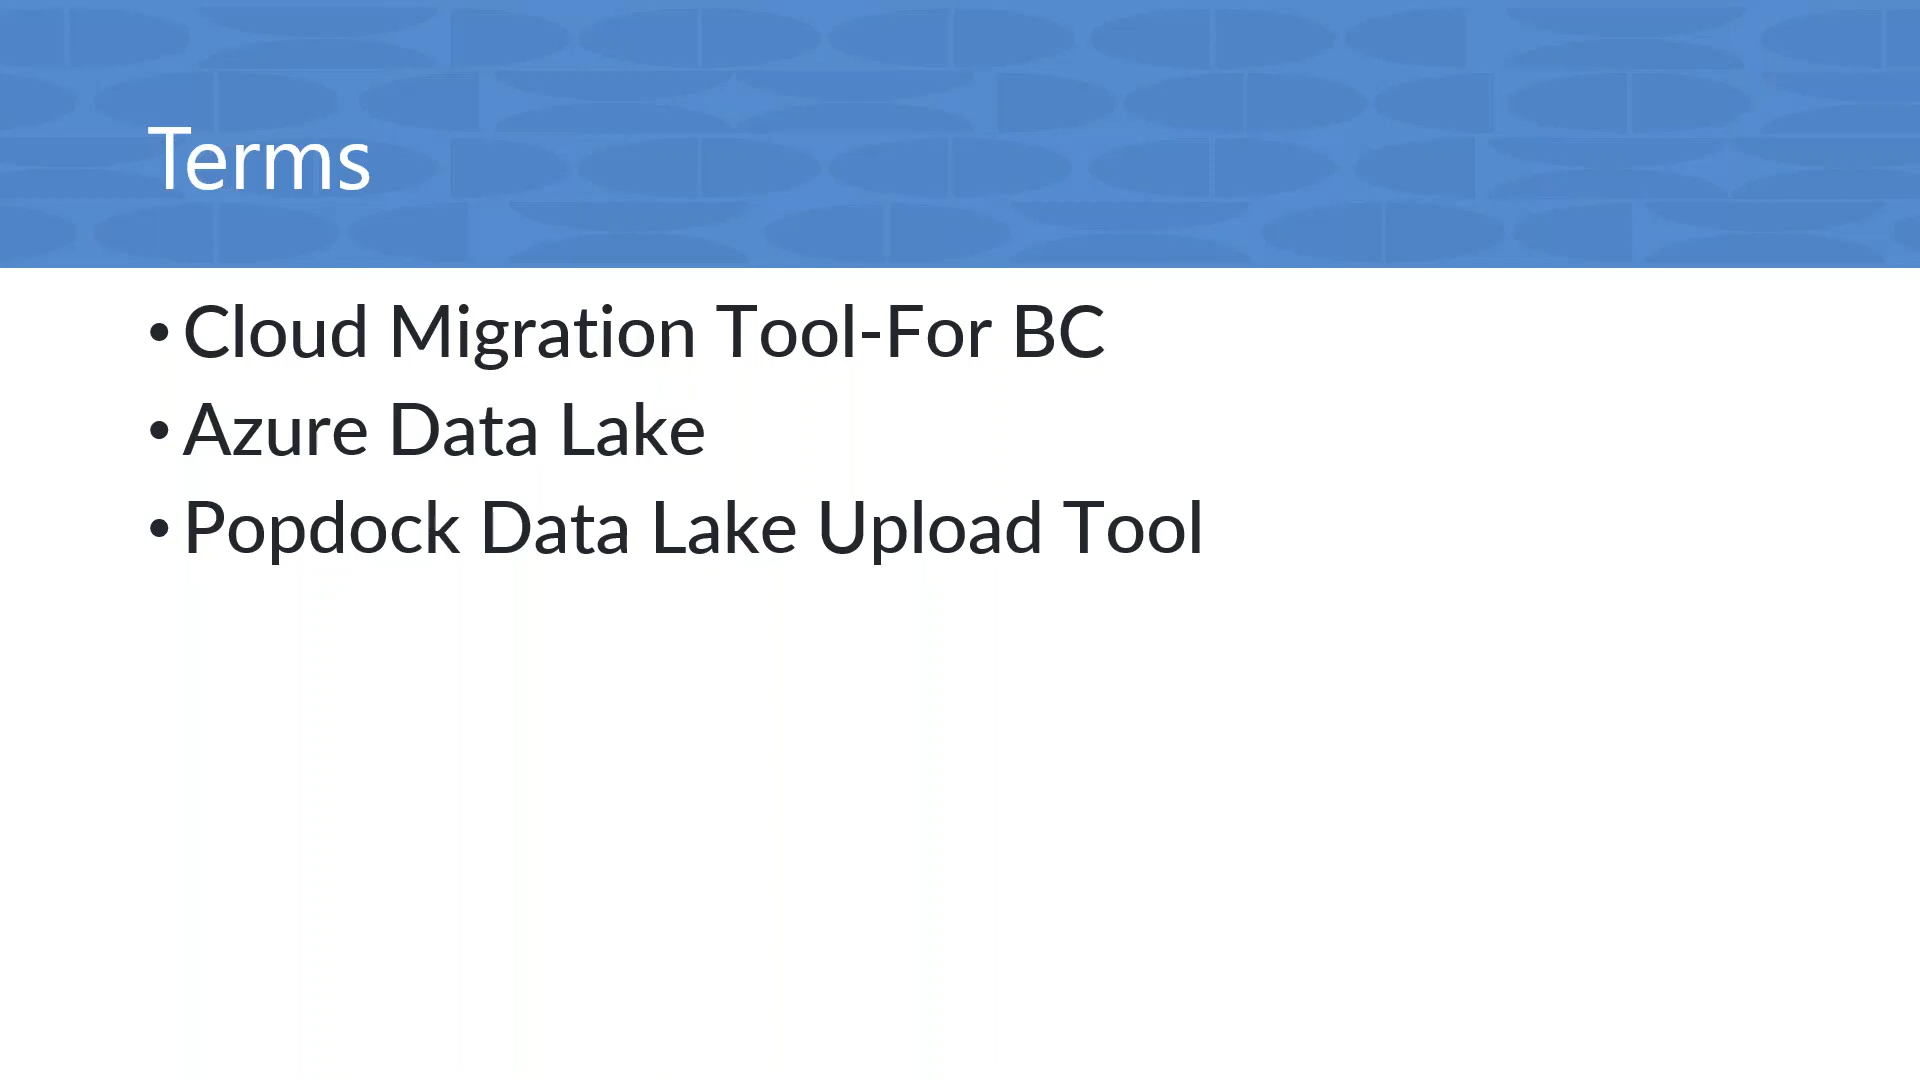 Terms
• Cloud Migration Tool-For BC
• Azure Data Lake
• Popdock Data Lake Upload Tool